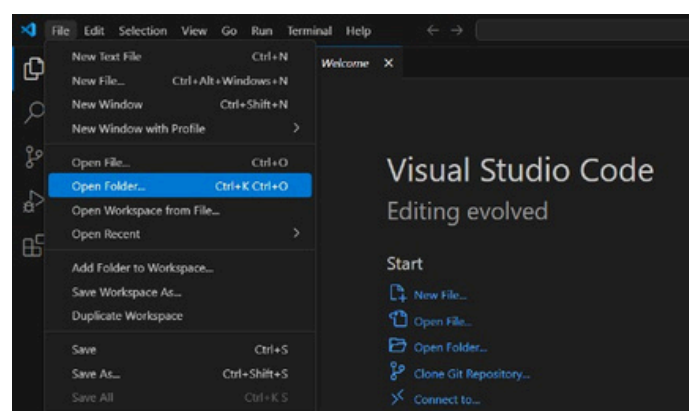 File Edit Selection View Go Run Terminal Help
New Text File Ctrl+N
New File... Ctrl+Alt+Windows+N
New Window Ctrl+Shift+N
New Window with Profile
Open File... Ctrl+O
Open Folder... Ctrl+K Ctrl+O
Open Workspace from File...
Open Recent
Add Folder to Workspace...
Save Workspace As...
Duplicate Workspace
Save Ctrl+S
Save As... Ctrl+Shift+S
Save All Ctrl+K S
Welcome
Visual Studio Code
Editing evolved
Start
New File...
Open File...
Open Folder...
Clone Git Repository...
Connect to...